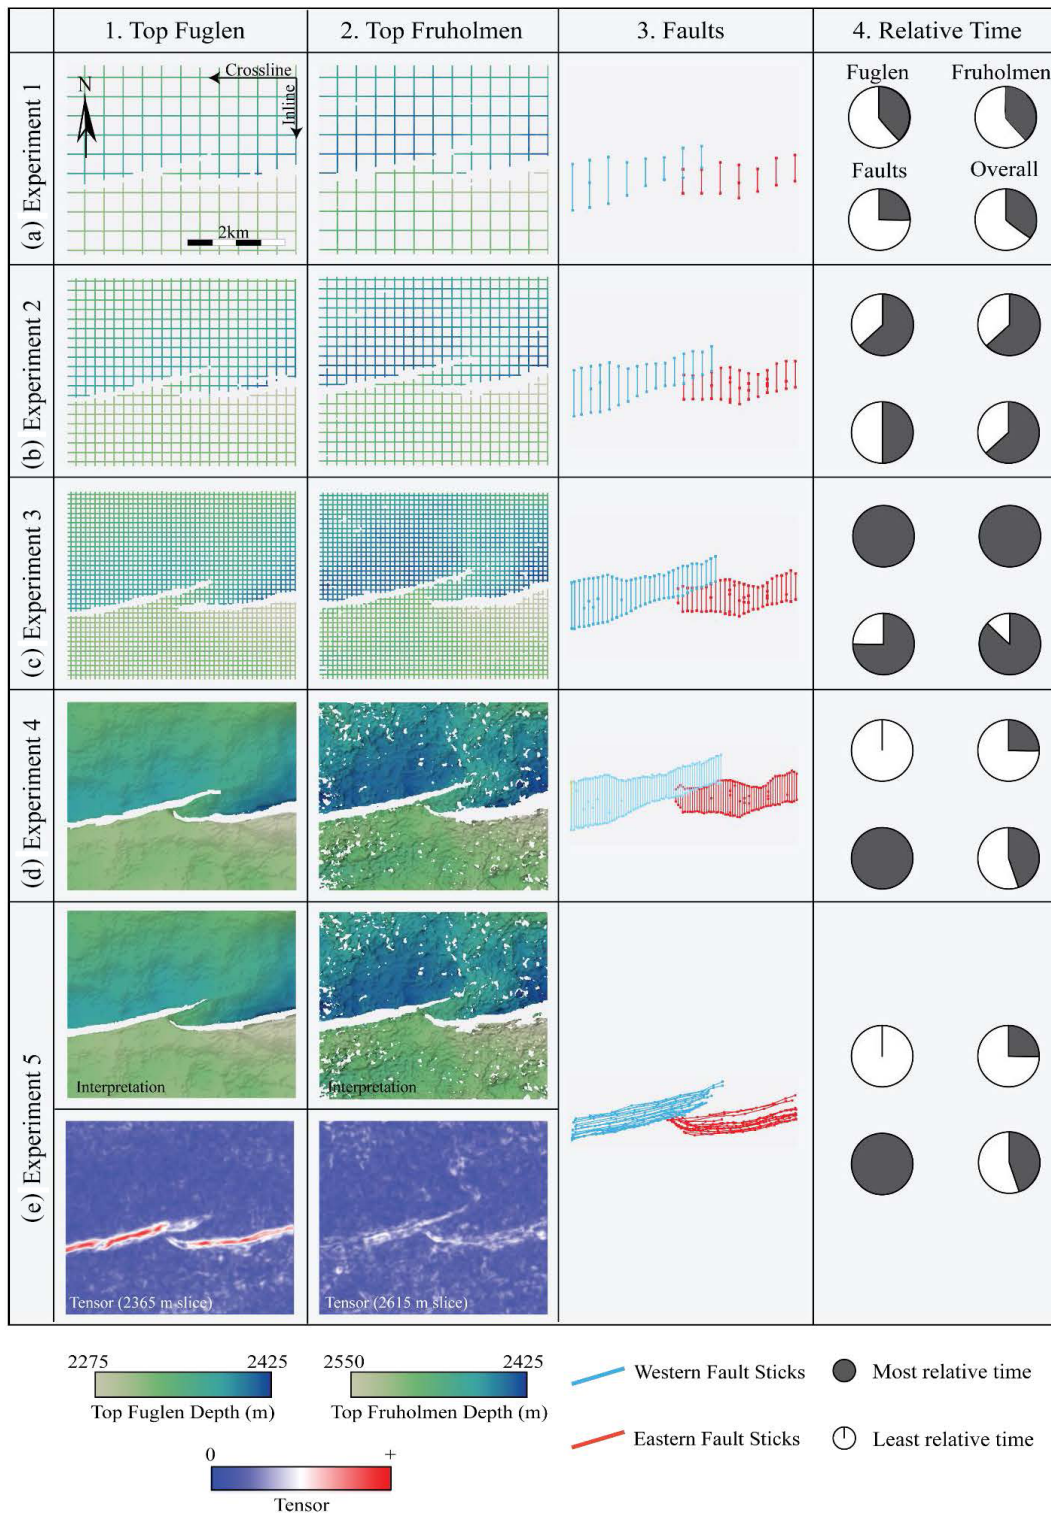 1. Top Fuglen
2. Top Fruholmen
3. Faults
4. Relative Time
(a) Experiment 1
N
Crossline
Inline
2km
Fuglen
Fruholmen
Faults
Overall
(b) Experiment 2
(c) Experiment 3
(d) Experiment 4
(e) Experiment 5
Interpretation
Interpretation
Tensor (2365 m slice)
Tensor (2615 m slice)
2275 2425
Top Fuglen Depth (m)
2550 2425
Top Fruholmen Depth (m)
Western Fault Sticks
Most relative time
Eastern Fault Sticks
Least relative time
0 +
Tensor